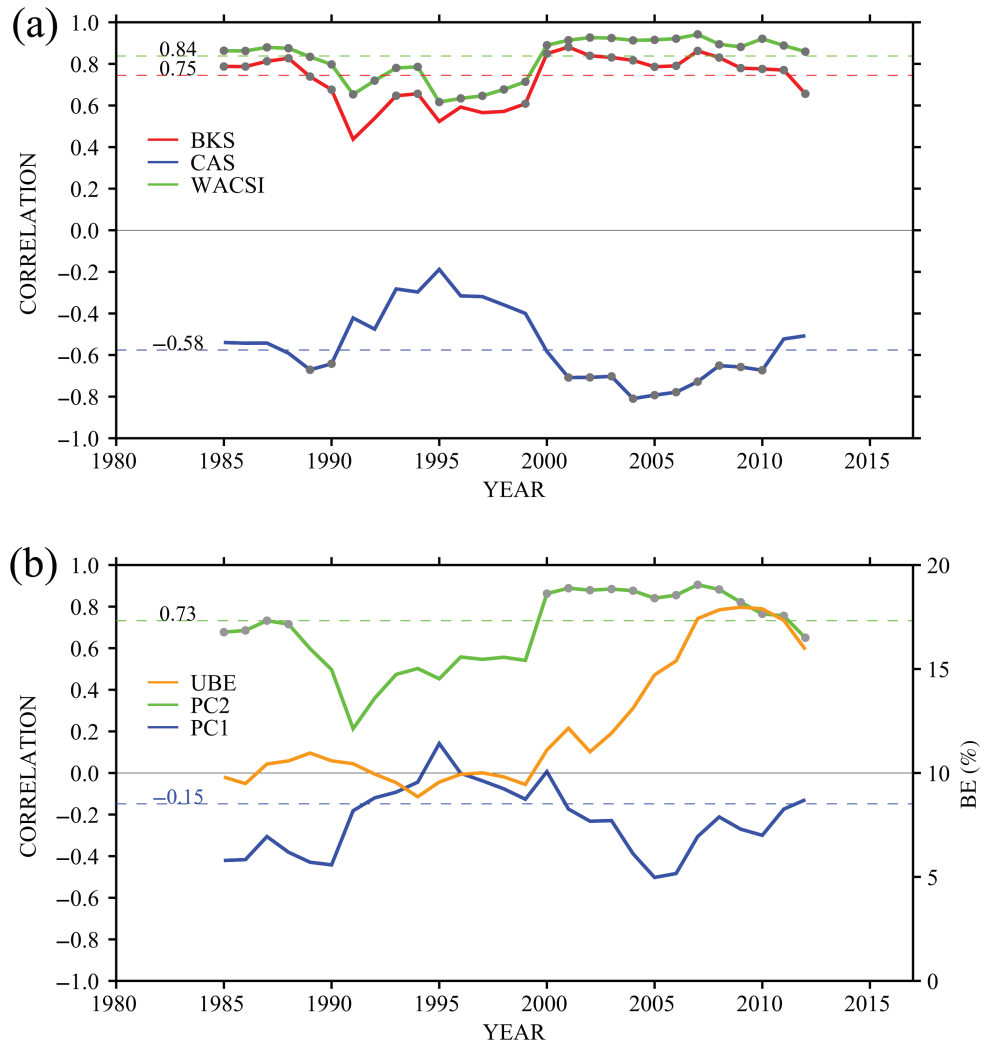 (a)
1.0
0.8
0.6
0.4
0.2
0.0
−0.2
−0.4
−0.6
−0.8
−1.0
CORRELATION
0.84
0.75
−0.58
BKS
CAS
WACSI
1980 1985 1990 1995 2000 2005 2010 2015
YEAR
(b)
1.0
0.8
0.6
0.4
0.2
0.0
−0.2
−0.4
−0.6
−0.8
−1.0
CORRELATION
0.73
−0.15
UBE
PC2
PC1
20
15
10
5
0
BE (%)
1980 1985 1990 1995 2000 2005 2010 2015
YEAR